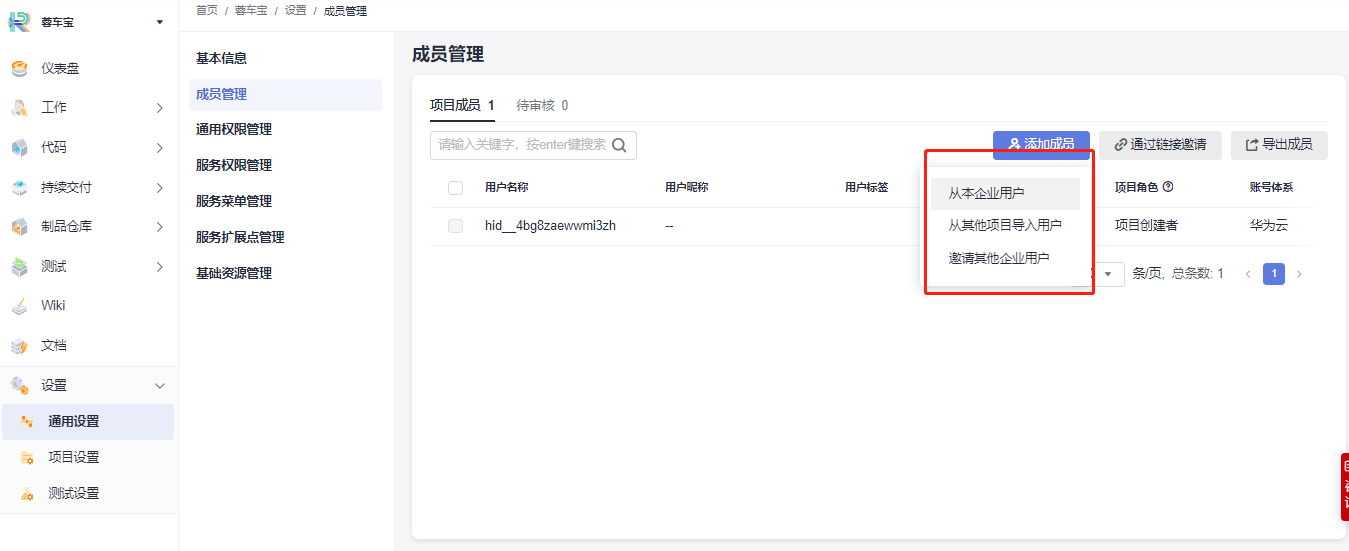 蓉车宝
首页 / 蓉车宝 / 设置 / 成员管理
仪表盘
工作
代码
持续交付
制品仓库
测试
Wiki
文档
设置
通用设置
项目设置
测试设置
基本信息
成员管理
通用权限管理
服务权限管理
服务菜单管理
服务扩展点管理
基础资源管理
成员管理
项目成员 1 待审核 0
请输入关键字，按enter键搜索
添加成员 通过链接邀请 导出成员
用户名称 用户昵称 用户标签 项目角色 账号体系
hid__4bg8zaewwmi3zh -- 项目创建者 华为云
从本企业用户
从其他项目导入用户
邀请其他企业用户
条/页, 总条数: 1 1